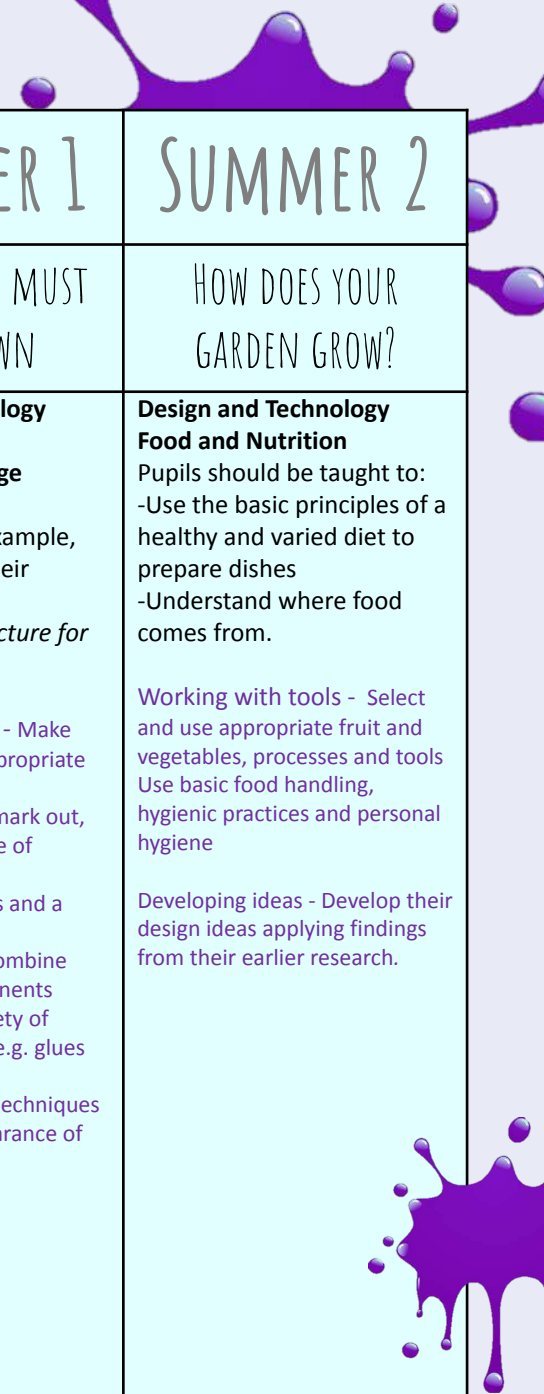 ER 1
MUST
WN
logy
ge
xample,
eir
cture for
- Make
propriate
mark out,
e of
s and a
ombine
nents
ety of
e.g. glues
techniques
arance of
SUMMER 2
HOW DOES YOUR
GARDEN GROW?
Design and Technology
Food and Nutrition
Pupils should be taught to:
-Use the basic principles of a
healthy and varied diet to
prepare dishes
-Understand where food
comes from.
Working with tools - Select
and use appropriate fruit and
vegetables, processes and tools
Use basic food handling,
hygienic practices and personal
hygiene
Developing ideas - Develop their
design ideas applying findings
from their earlier research.